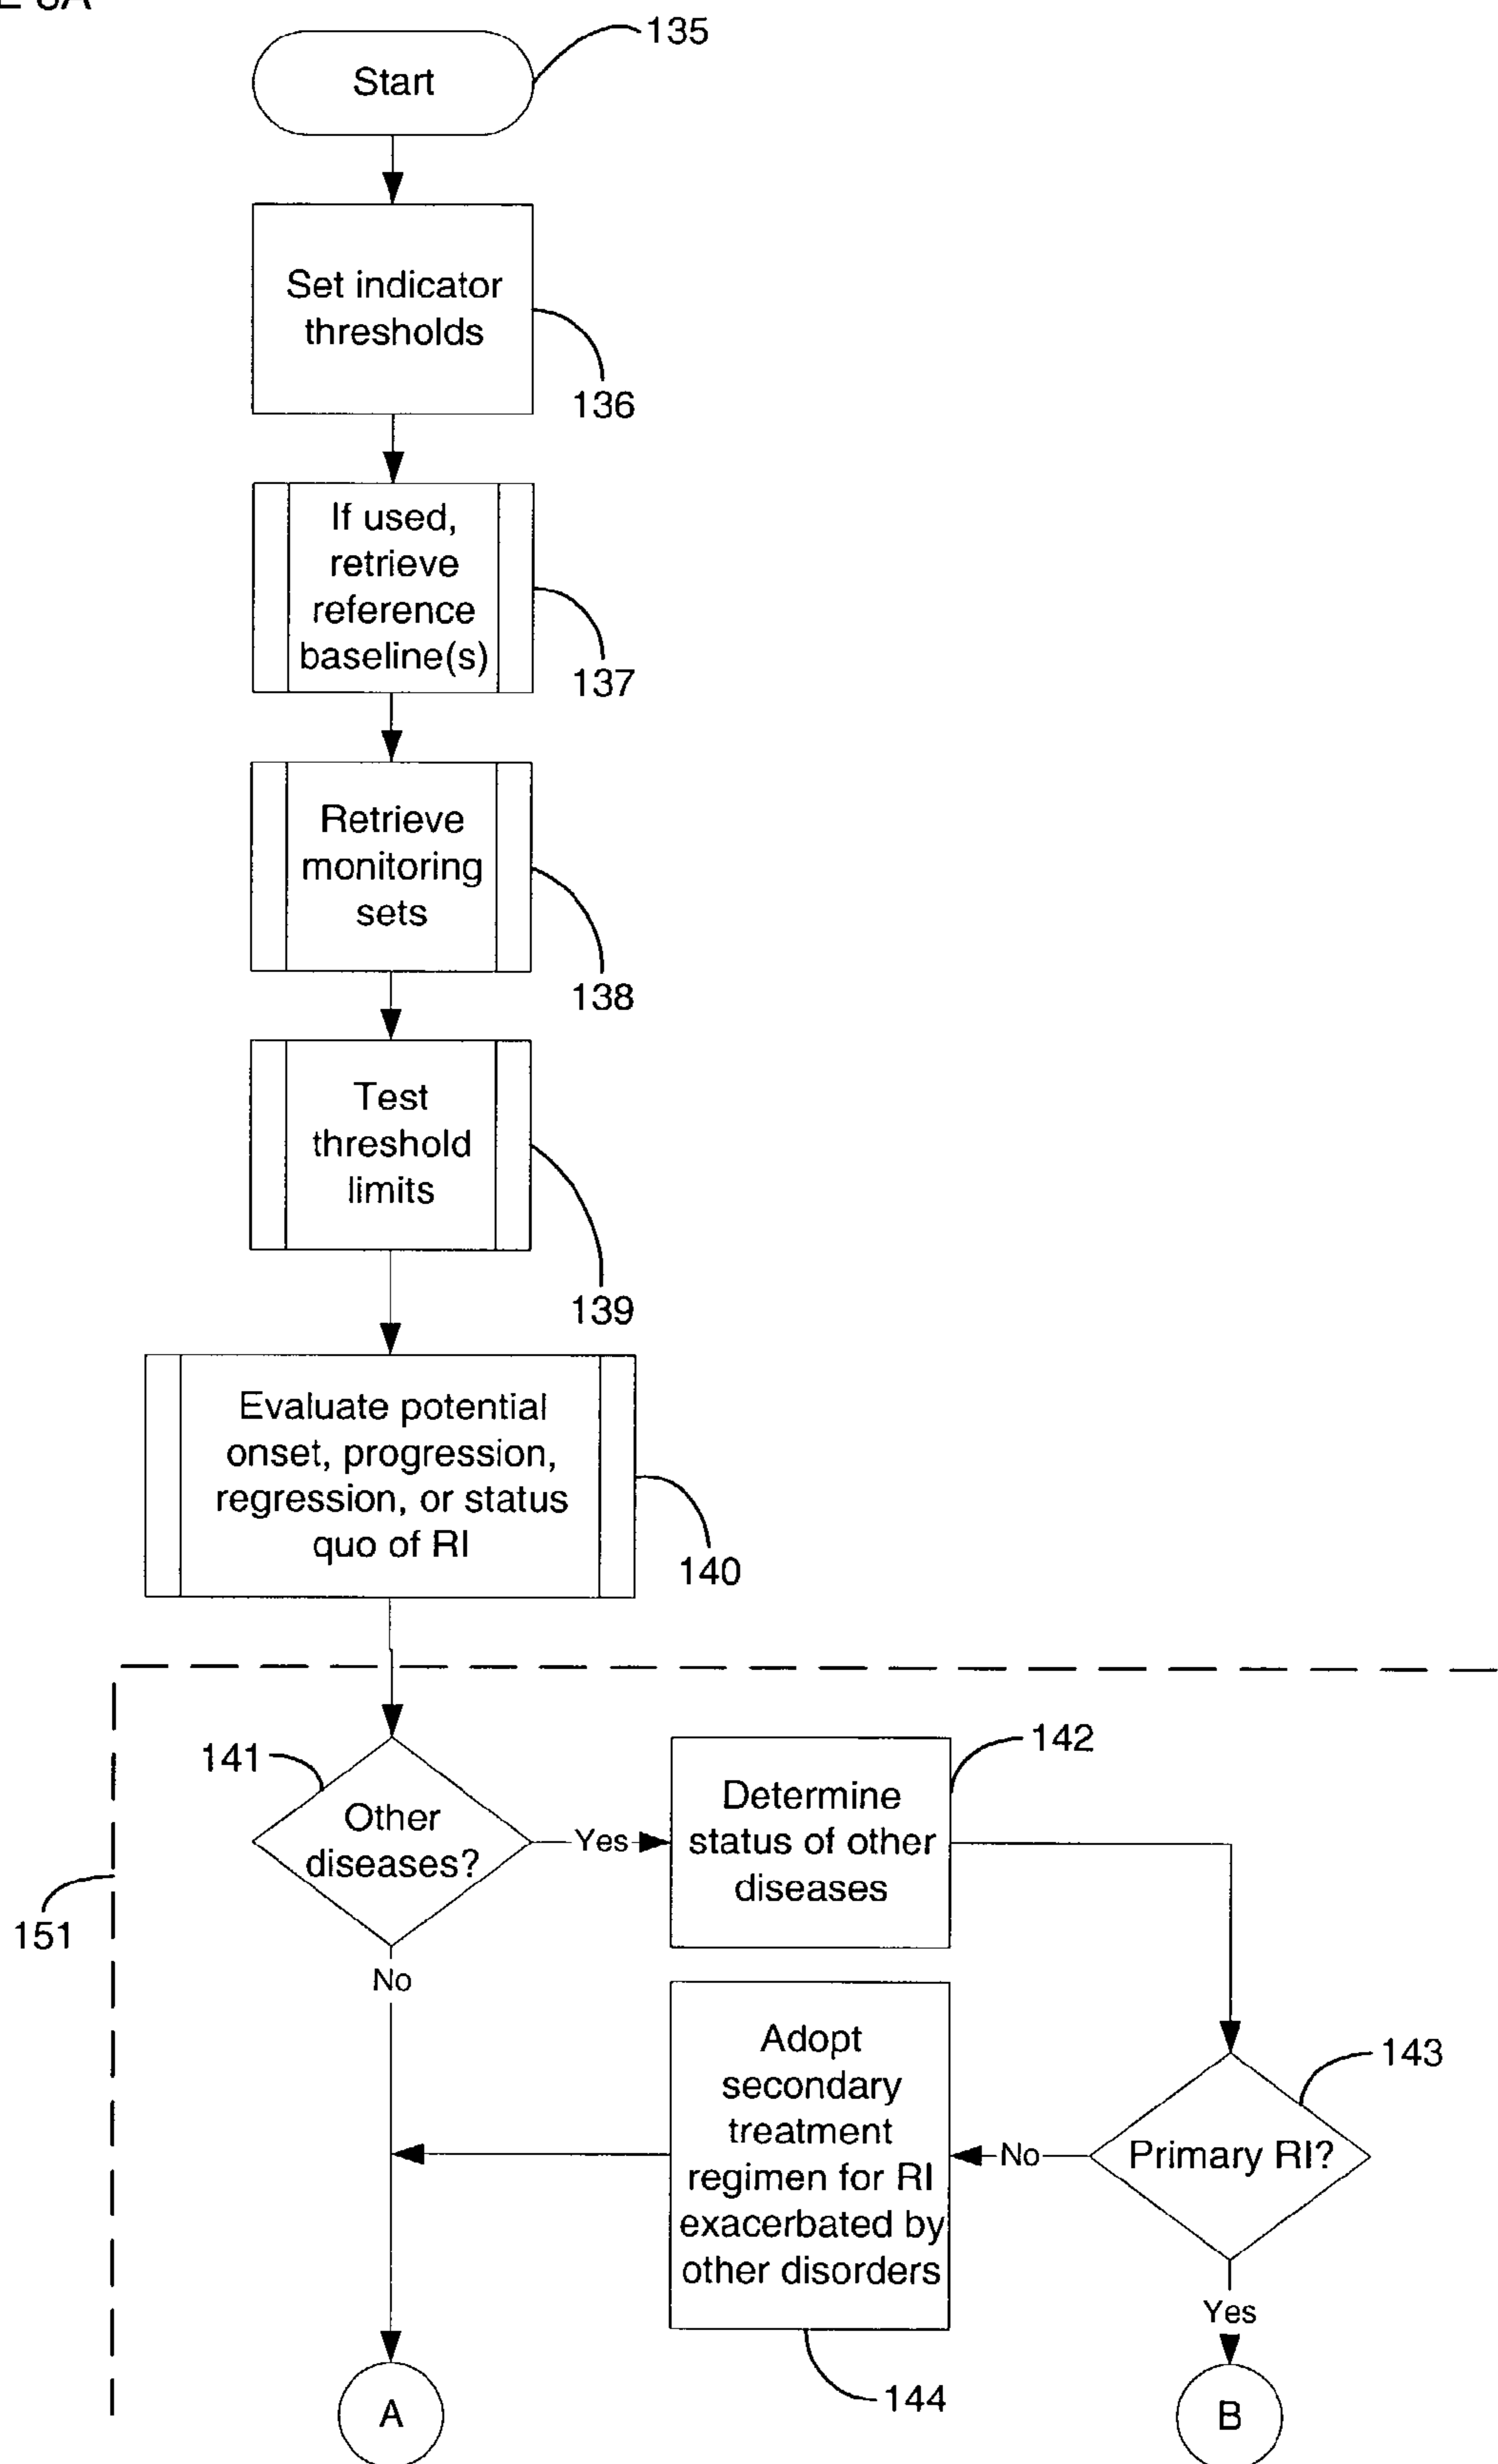 135
Start
Set indicator
thresholds
136
If used,
retrieve
reference
baseline(s)
137
Retrieve
monitoring
sets
138
Test
threshold
limits
139
Evaluate potential
onset, progression,
regression, or status
quo of RI
140
141
Other
diseases?
Yes
142
Determine
status of other
diseases
151
No
Adopt
secondary
treatment
regimen for RI
exacerbated by
other disorders
144
No
143
Primary RI?
Yes
A
B